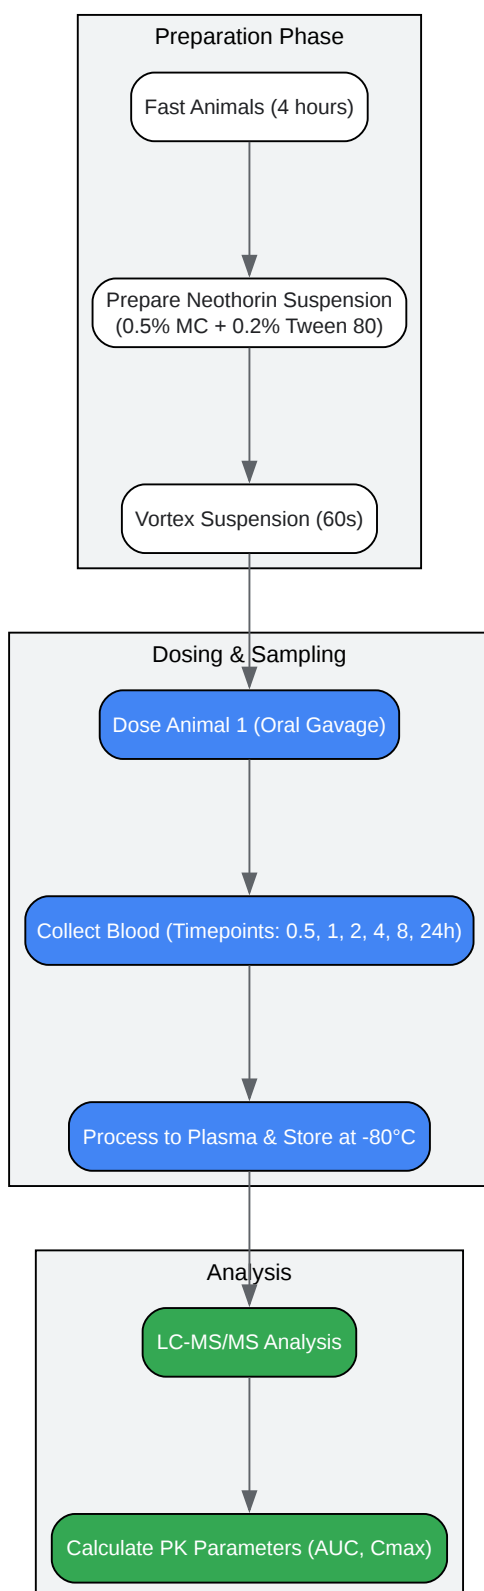 Preparation Phase
Fast Animals (4 hours)
Prepare Neothorin Suspension
(0.5% MC + 0.2% Tween 80)
Vortex Suspension (60s)
Dosing & Sampling
Dose Animal 1 (Oral Gavage)
Collect Blood (Timepoints: 0.5, 1, 2, 4, 8, 24h)
Process to Plasma & Store at -80°C
Analysis
LC-MS/MS Analysis
Calculate PK Parameters (AUC, Cmax)